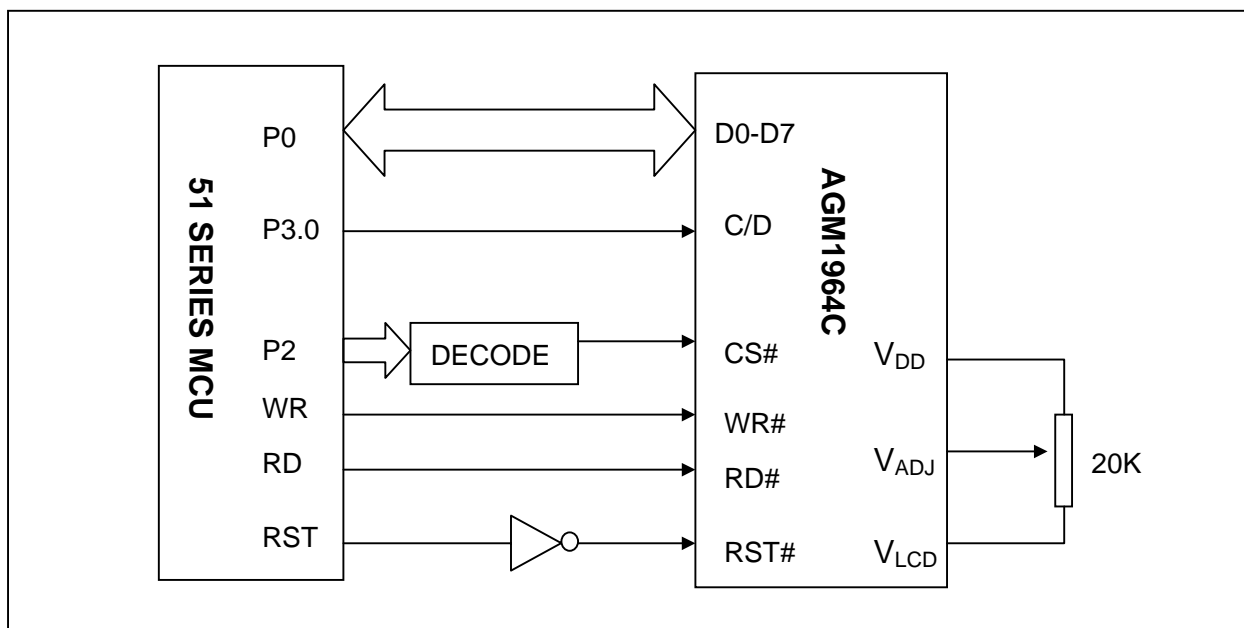 51 SERIES MCU
P0
P3.0
P2
WR
RD
RST
DECODE
AGM1964C
D0-D7
C/D
CS#
WR#
RD#
RST#
VDD
VADJ
VLCD
20K